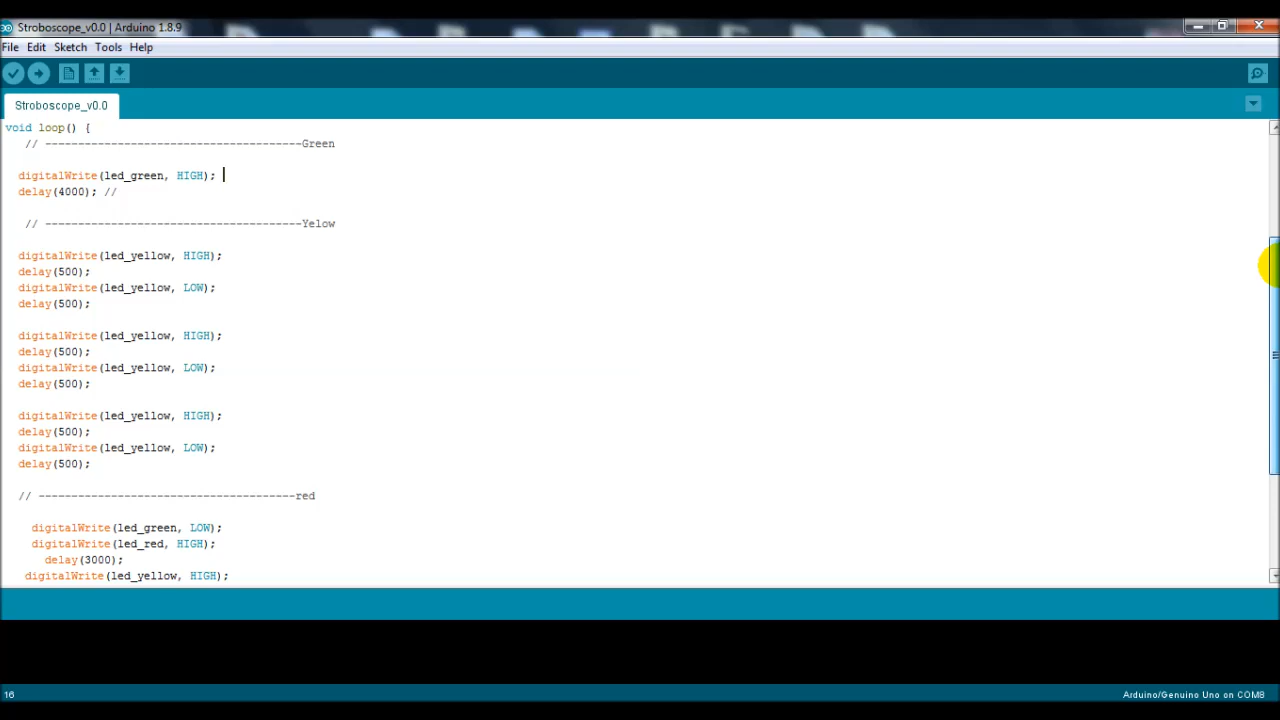 Stroboscope_v0.0 | Arduino 1.8.9
File Edit Sketch Tools Help
Stroboscope_v0.0
void loop() {
// ---------------------------------------Green
digitalWrite(led_green, HIGH);
delay(4000); //
// ---------------------------------------Yelow
digitalWrite(led_yellow, HIGH);
delay(500);
digitalWrite(led_yellow, LOW);
delay(500);
digitalWrite(led_yellow, HIGH);
delay(500);
digitalWrite(led_yellow, LOW);
delay(500);
digitalWrite(led_yellow, HIGH);
delay(500);
digitalWrite(led_yellow, LOW);
delay(500);
// ---------------------------------------red
digitalWrite(led_green, LOW);
digitalWrite(led_red, HIGH);
delay(3000);
digitalWrite(led_yellow, HIGH);
16
Arduino/Genuino Uno on COM8